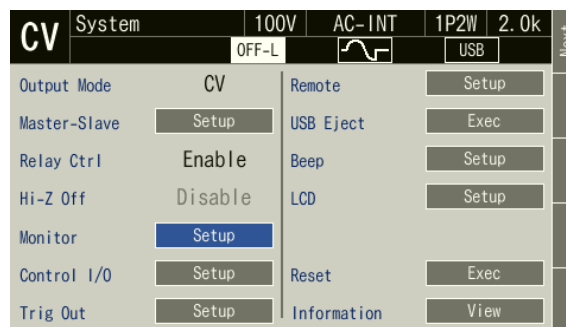 CV System 100V AC-INT 1P2W 2.0k
OFF-L USB
Next
Output Mode CV
Master-Slave Setup
Relay Ctrl Enable
Hi-Z Off Disable
Monitor Setup
Control I/O Setup
Trig Out Setup
Remote Setup
USB Eject Exec
Beep Setup
LCD Setup
Reset Exec
Information View